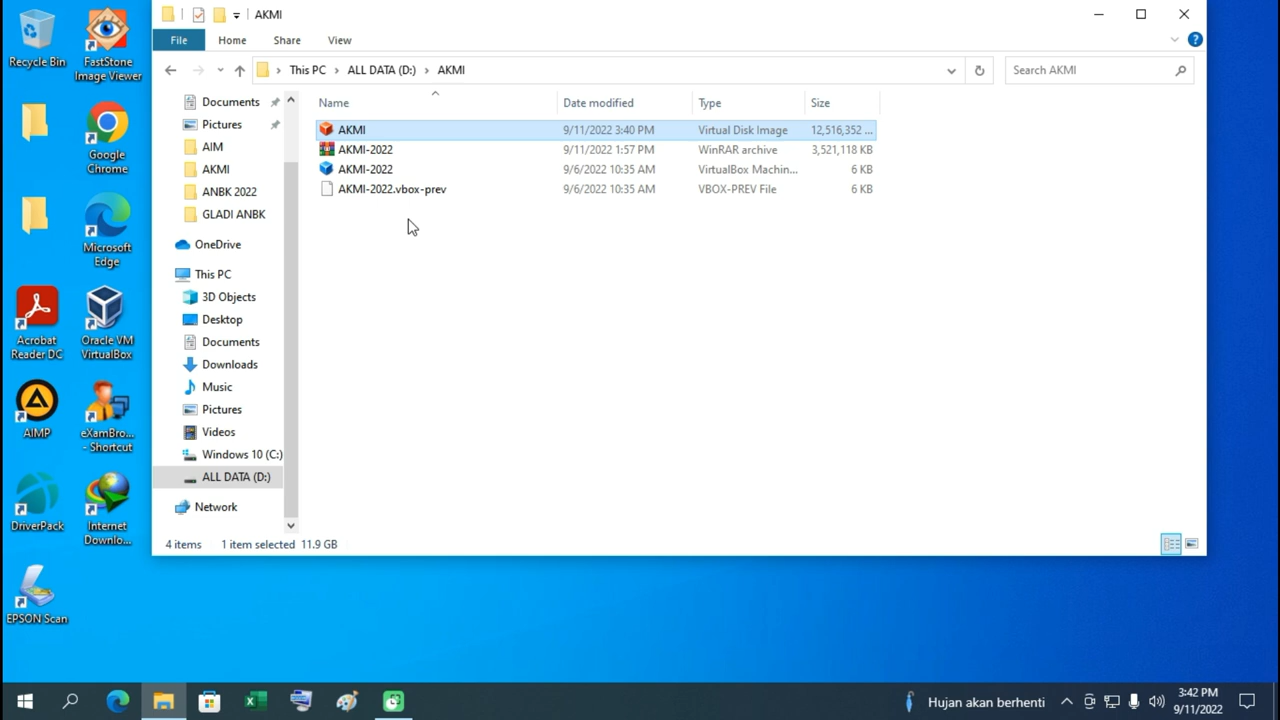 AKMI
File
Home
Share
View
This PC
ALL DATA (D:)
AKMI
Search AKMI
Documents
Pictures
AIM
AKMI
ANBK 2022
GLADI ANBK
OneDrive
This PC
3D Objects
Desktop
Documents
Downloads
Music
Pictures
Videos
Windows 10 (C:)
ALL DATA (D:)
Network
Name Date modified Type Size
AKMI 9/11/2022 3:40 PM Virtual Disk Image 12,516,352 ...
AKMI-2022 9/11/2022 1:57 PM WinRAR archive 3,521,118 KB
AKMI-2022 9/6/2022 10:35 AM VirtualBox Machin... 6 KB
AKMI-2022.vbox-prev 9/6/2022 10:35 AM VBOX-PREV File 6 KB
4 items 1 item selected 11.9 GB
Recycle Bin
FastStone
Image Viewer
Google
Chrome
Microsoft
Edge
Acrobat
Reader DC
Oracle VM
VirtualBox
AIMP
eXamBro...
- Shortcut
DriverPack
Internet
Downlo...
EPSON Scan
Hujan akan berhenti
3:42 PM
9/11/2022